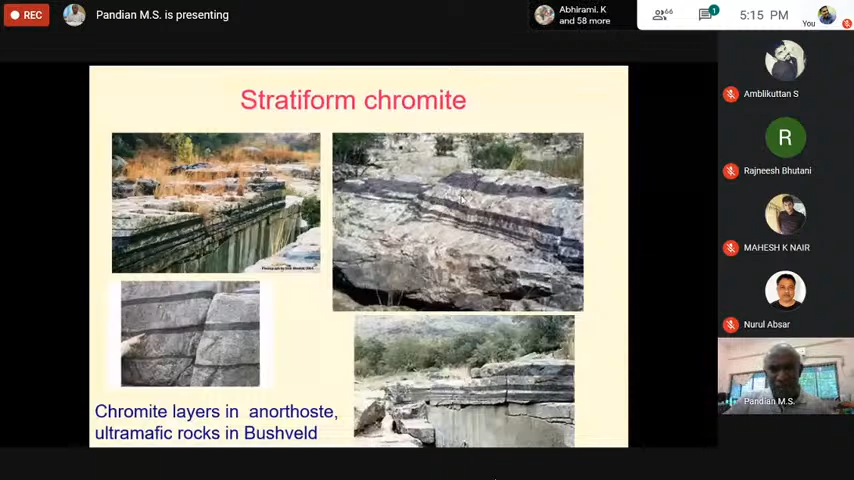 REC
Pandian M.S. is presenting
Abhirami. K
and 58 more
66
1
5:15 PM
You
Stratiform chromite
Chromite layers in anorthoste,
ultramafic rocks in Bushveld
Amblikuttan S
R
Rajneesh Bhutani
MAHESH K NAIR
Nurul Absar
Pandian M.S.